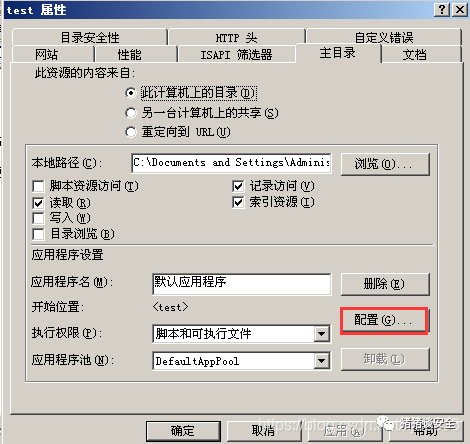 test 属性
目录安全性 HTTP 头 自定义错误
网站 性能 ISAPI 筛选器 主目录 文档
此资源的内容来自:
此计算机上的目录(D)
另一台计算机上的共享(S)
重定向到 URL(U)
本地路径(C): C:\Documents and Settings\Adminis 浏览(O)...
脚本资源访问(T) 记录访问(V)
读取(R) 索引资源(I)
写入(W)
目录浏览(B)
应用程序设置
应用程序名(M): 默认应用程序 删除(E)
开始位置: <test>
配置(G)...
执行权限(P): 脚本和可执行文件
应用程序池(N): DefaultAppPool 卸载(L)
确定 取消 应用(A) 帮助
猪猪谈安全